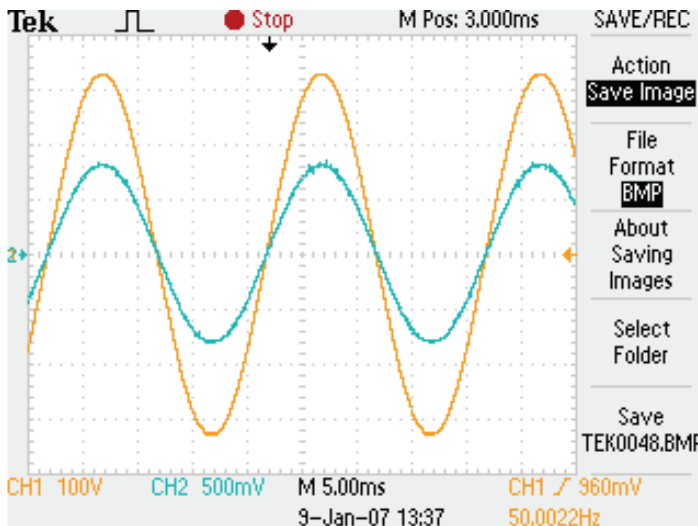 Tek Stop M Pos: 3.000ms SAVE/REC
Action
Save Image
File
Format
BMP
About
Saving
Images
Select
Folder
Save
TEK0048.BMP
2
CH1 100V CH2 500mV M 5.00ms CH1 960mV
9-Jan-07 13:37 50.0022Hz